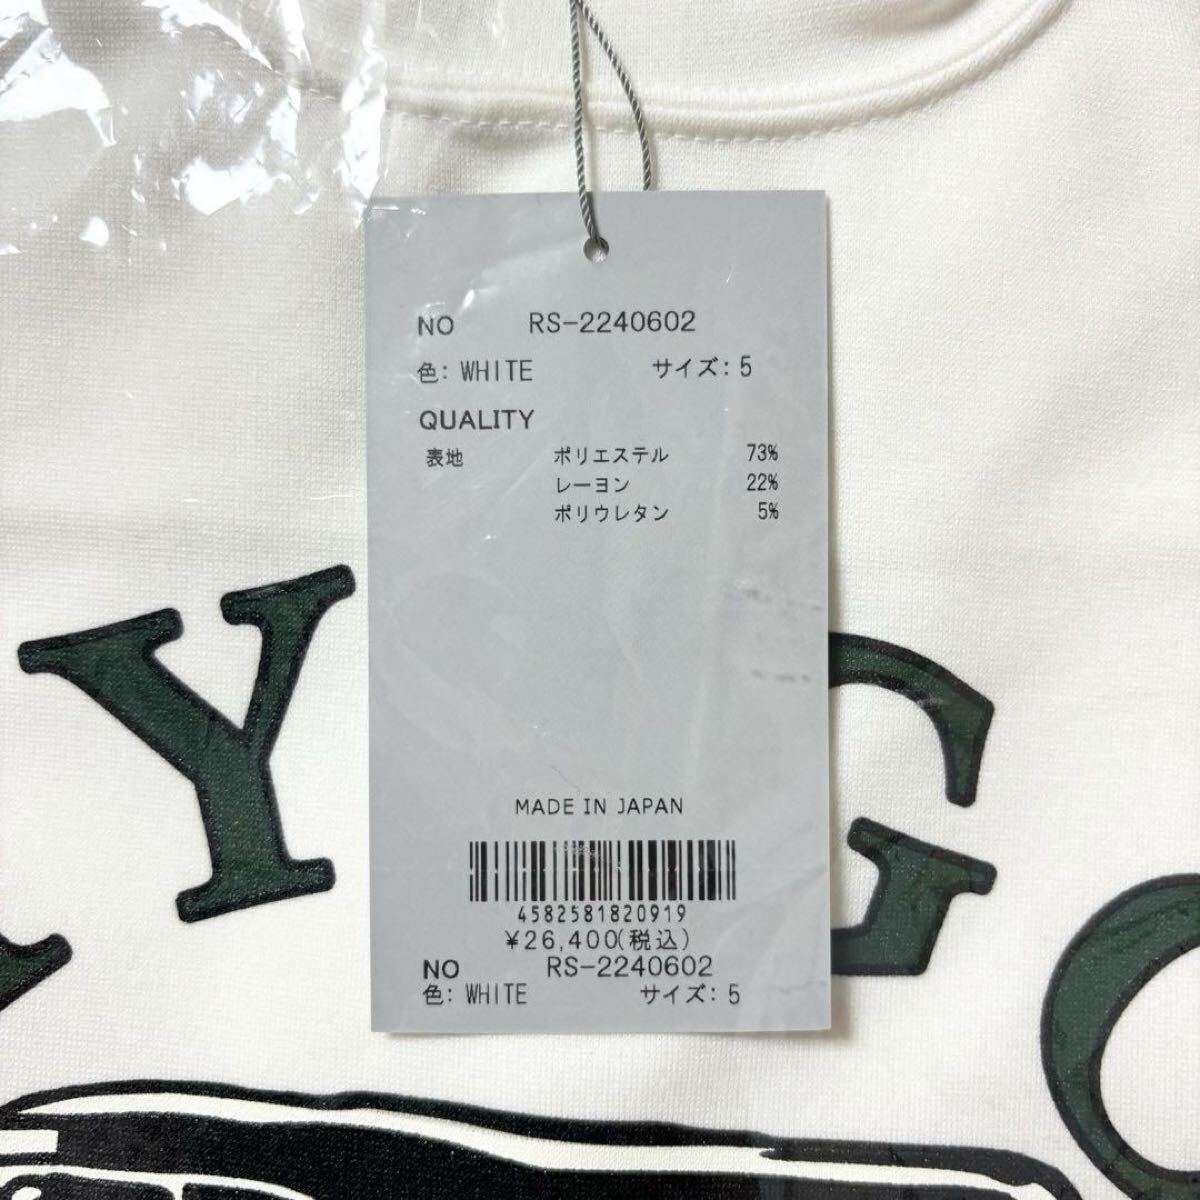 NO RS-2240602
色: WHITE サイズ: 5
QUALITY
表地 ポリエステル 73%
レーヨン 22%
ポリウレタン 5%
Y G
MADE IN JAPAN
4582581820919
¥26,400(税込)
NO RS-2240602
色: WHITE サイズ: 5